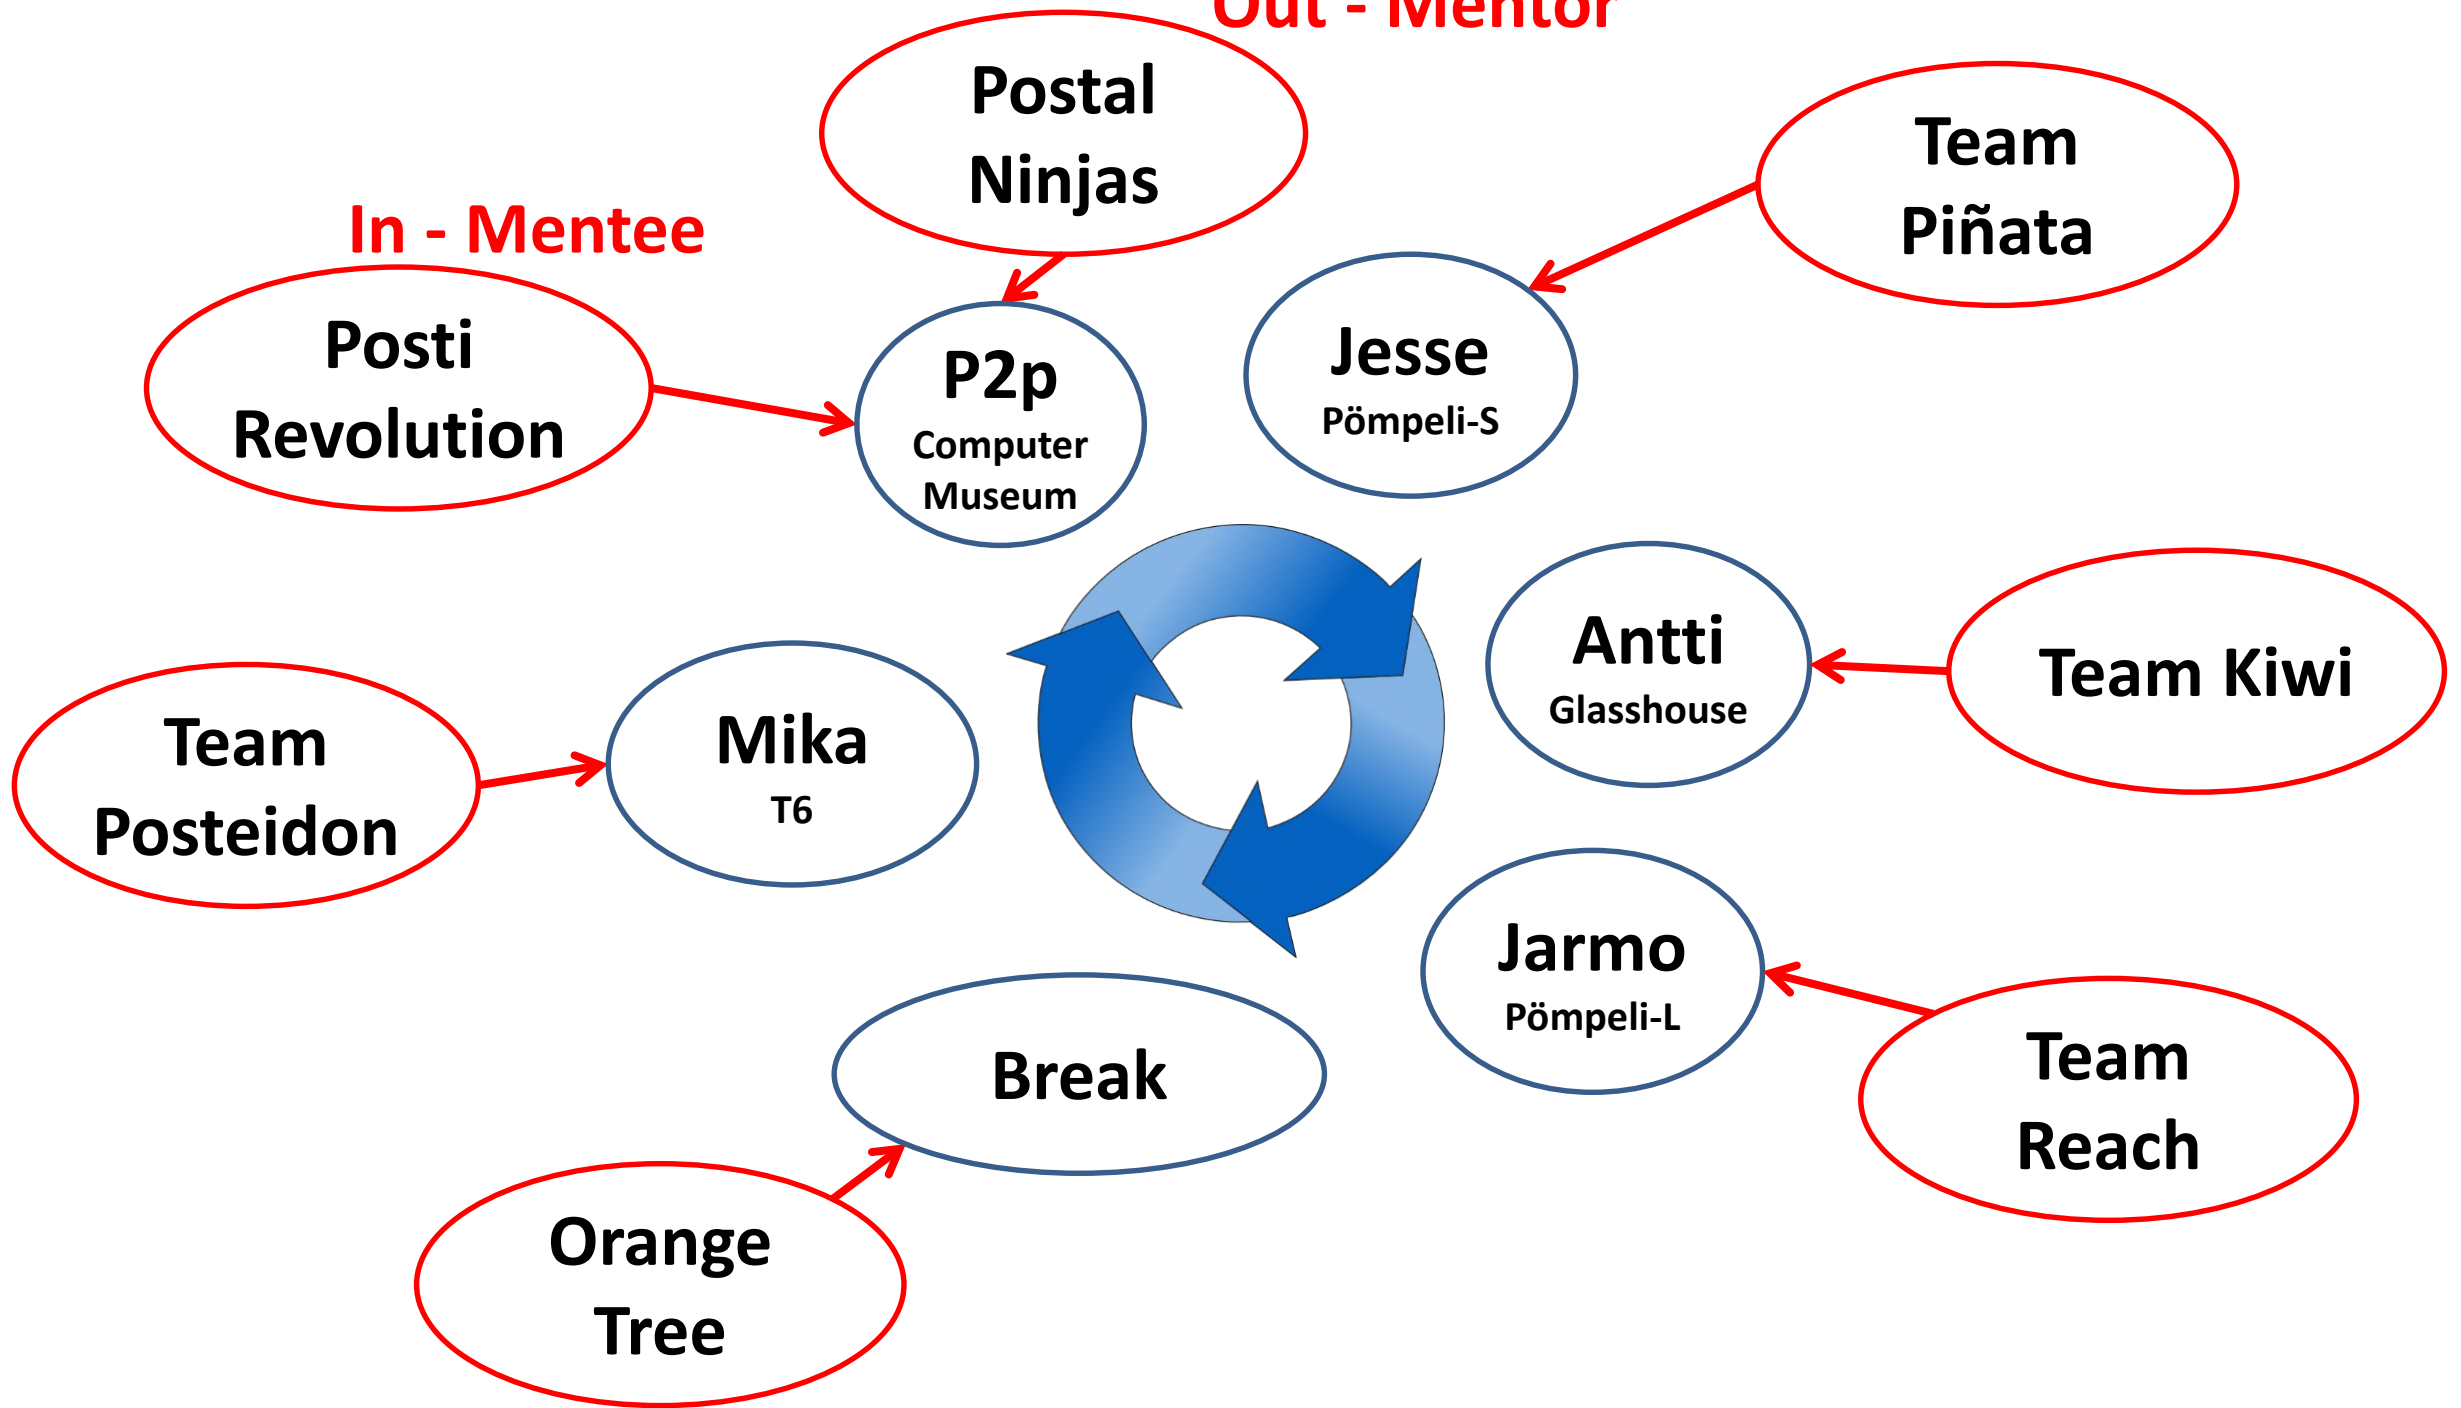 Out - Mentor
Postal
Ninjas
Team
Piñata
In - Mentee
Posti
Revolution
P2p
Computer
Museum
Jesse
Pömpeli-S
Antti
Glasshouse
Team Kiwi
Team
Posteidon
Mika
T6
Jarmo
Pömpeli-L
Break
Team
Reach
Orange
Tree